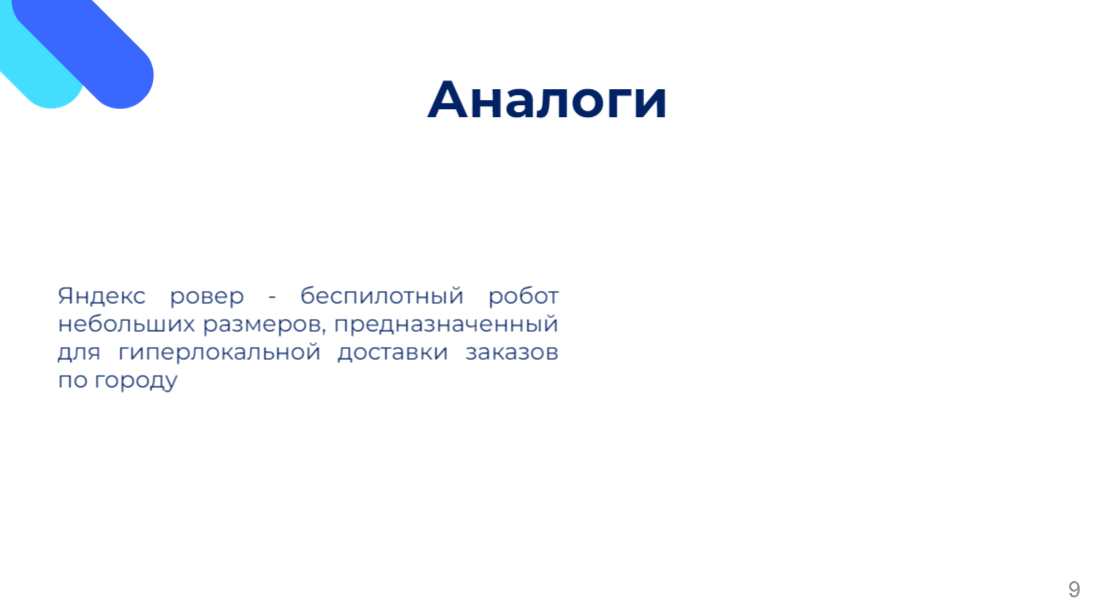 Аналоги
Яндекс ровер - беспилотный робот
небольших размеров, предназначенный
для гиперлокальной доставки заказов
по городу
9